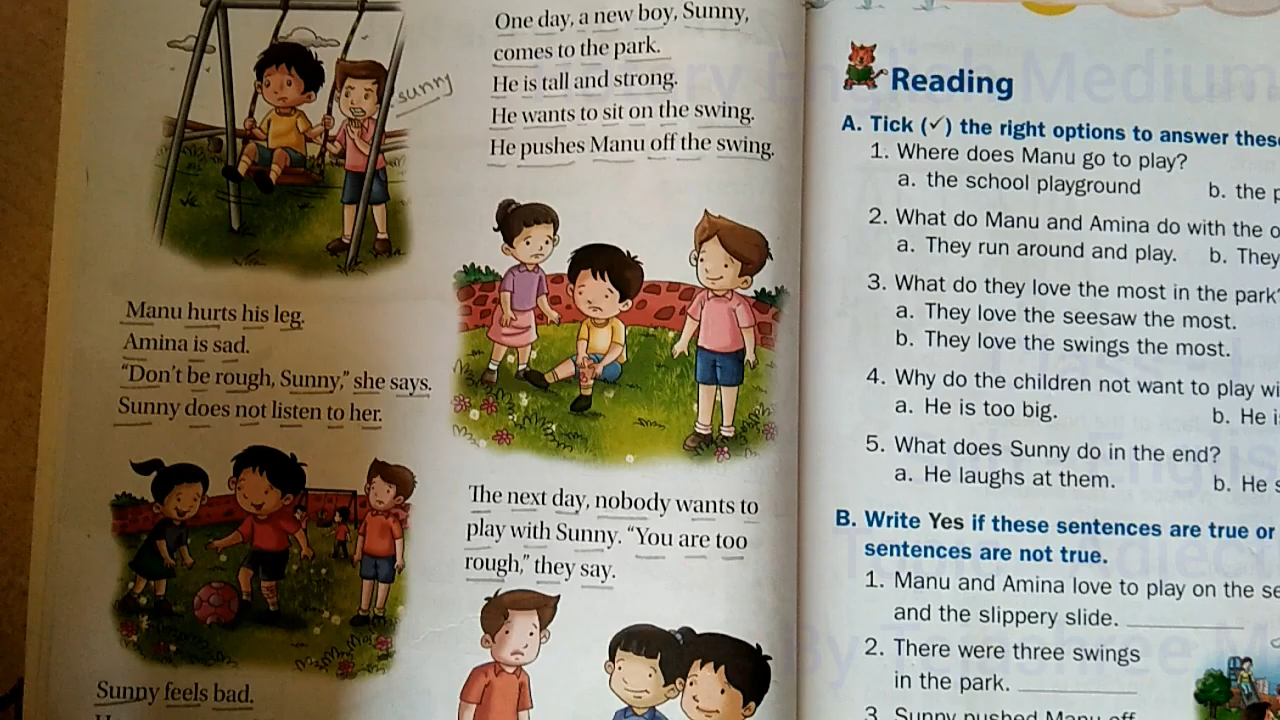 One day, a new boy, Sunny,
comes to the park.
He is tall and strong.
He wants to sit on the swing.
He pushes Manu off the swing.
sunny
Manu hurts his leg.
Amina is sad.
"Don't be rough, Sunny," she says.
Sunny does not listen to her.
The next day, nobody wants to
play with Sunny. "You are too
rough," they say.
Sunny feels bad.
Reading
A. Tick (✓) the right options to answer these
1. Where does Manu go to play?
a. the school playground b. the
2. What do Manu and Amina do with the
a. They run around and play. b. They
3. What do they love the most in the park?
a. They love the seesaw the most.
b. They love the swings the most.
4. Why do the children not want to play
a. He is too big. b. He
5. What does Sunny do in the end?
a. He laughs at them. b. He
B. Write Yes if these sentences are true or
sentences are not true.
1. Manu and Amina love to play on the
and the slippery slide.
2. There were three swings
in the park.
3. Sunny pushed Manu off
English Medium